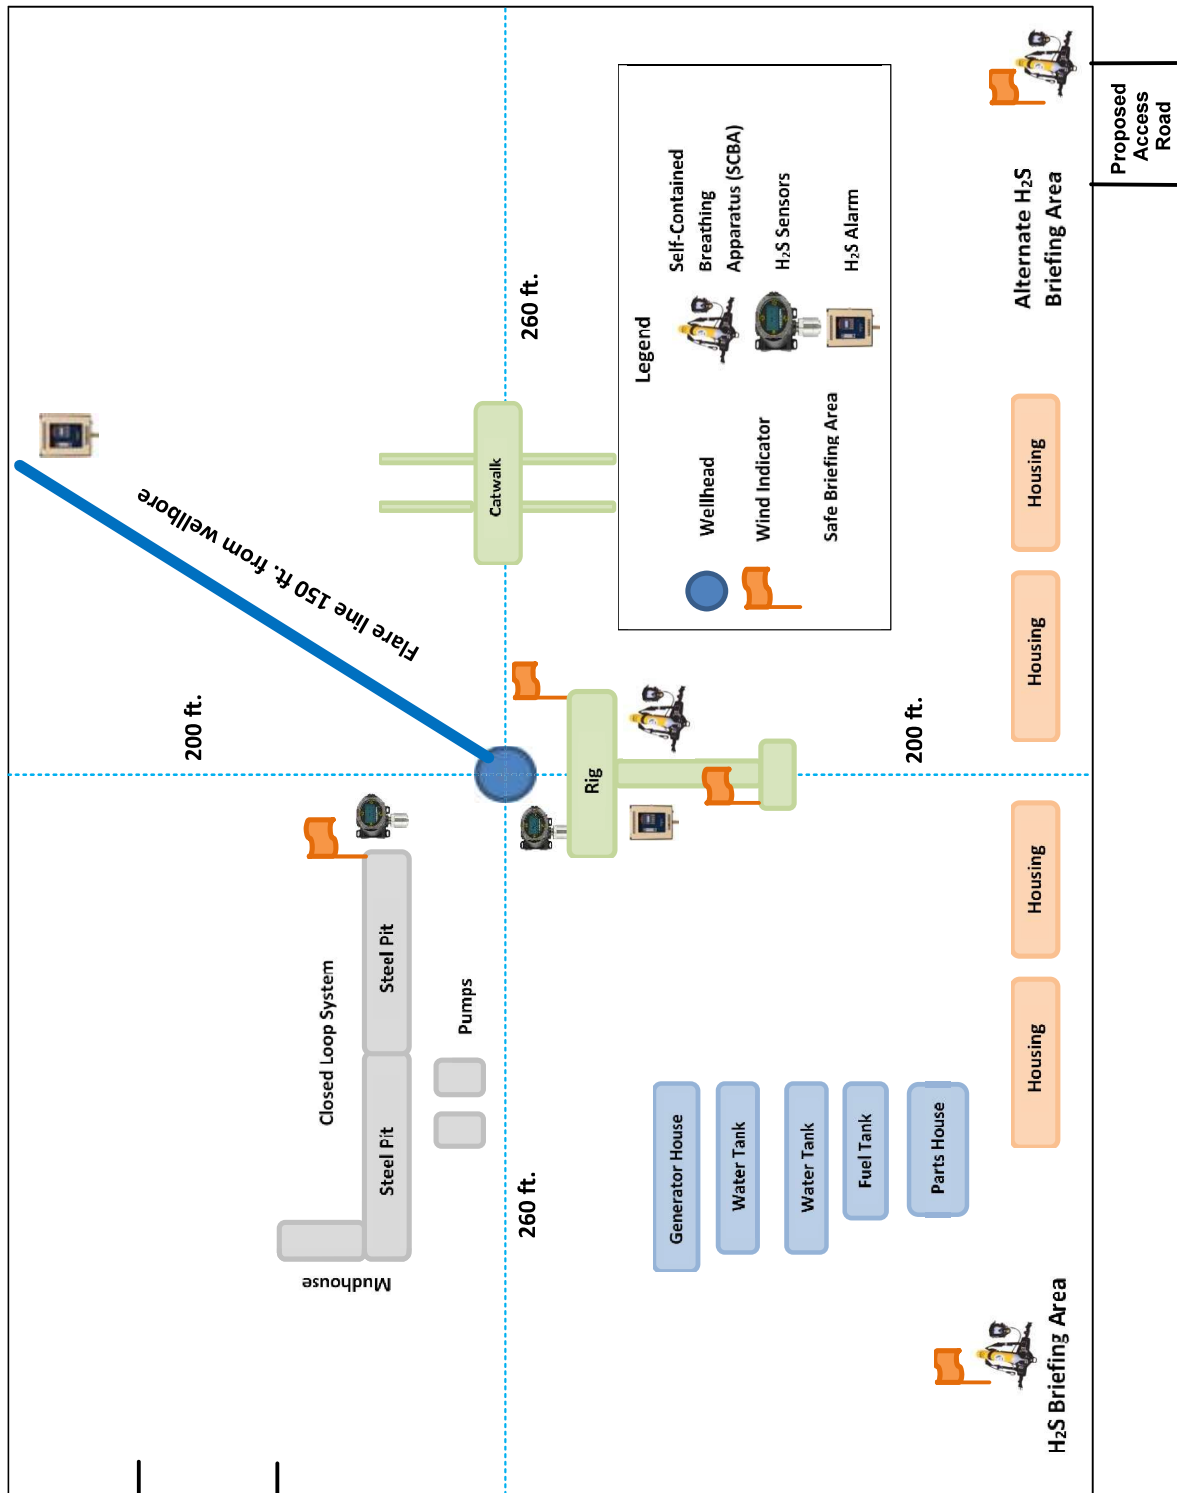 Proposed
Access
Road
Alternate H₂S
Briefing Area
260 ft.
Legend
Self-Contained
Breathing
Apparatus (SCBA)
H₂S Sensors
H₂S Alarm
Wellhead
Wind Indicator
Safe Briefing Area
Catwalk
Flare line 150 ft. from wellbore
200 ft.
200 ft.
Rig
Housing
Housing
Housing
Housing
Closed Loop System
Steel Pit
Steel Pit
Pumps
Mudhouse
260 ft.
Generator House
Water Tank
Water Tank
Fuel Tank
Parts House
H₂S Briefing Area